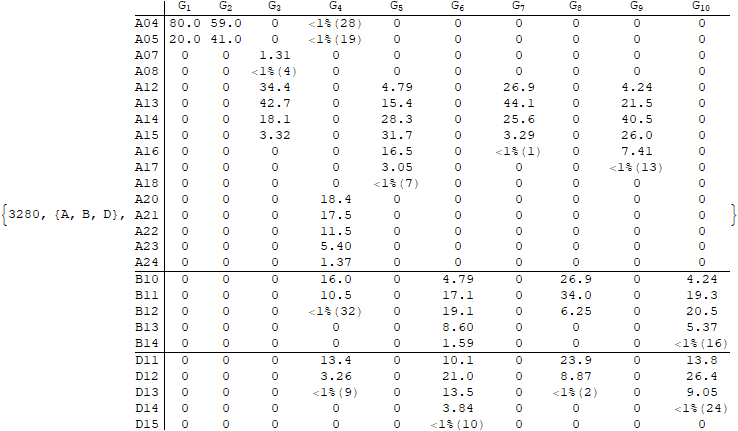 G1 G2 G3 G4 G5 G6 G7 G8 G9 G10
A04 80.0 59.0 0 <1%(28) 0 0 0 0 0 0
A05 20.0 41.0 0 <1%(19) 0 0 0 0 0 0
A07 0 0 1.31 0 0 0 0 0 0 0
A08 0 0 <1%(4) 0 0 0 0 0 0 0
A12 0 0 34.4 0 4.79 0 26.9 0 4.24 0
A13 0 0 42.7 0 15.4 0 44.1 0 21.5 0
A14 0 0 18.1 0 28.3 0 25.6 0 40.5 0
A15 0 0 3.32 0 31.7 0 3.29 0 26.0 0
A16 0 0 0 0 16.5 0 <1%(1) 0 7.41 0
A17 0 0 0 0 3.05 0 0 0 <1%(13) 0
A18 0 0 0 0 <1%(7) 0 0 0 0 0
A20 0 0 0 18.4 0 0 0 0 0 0
{3280, {A, B, D}, A21 0 0 0 17.5 0 0 0 0 0 0 }
A22 0 0 0 11.5 0 0 0 0 0 0
A23 0 0 0 5.40 0 0 0 0 0 0
A24 0 0 0 1.37 0 0 0 0 0 0
B10 0 0 0 16.0 0 4.79 0 26.9 0 4.24
B11 0 0 0 10.5 0 17.1 0 34.0 0 19.3
B12 0 0 0 <1%(32) 0 19.1 0 6.25 0 20.5
B13 0 0 0 0 0 8.60 0 0 0 5.37
B14 0 0 0 0 0 1.59 0 0 0 <1%(16)
D11 0 0 0 13.4 0 10.1 0 23.9 0 13.8
D12 0 0 0 3.26 0 21.0 0 8.87 0 26.4
D13 0 0 0 <1%(9) 0 13.5 0 <1%(2) 0 9.05
D14 0 0 0 0 0 3.84 0 0 0 <1%(24)
D15 0 0 0 0 0 <1%(10) 0 0 0 0